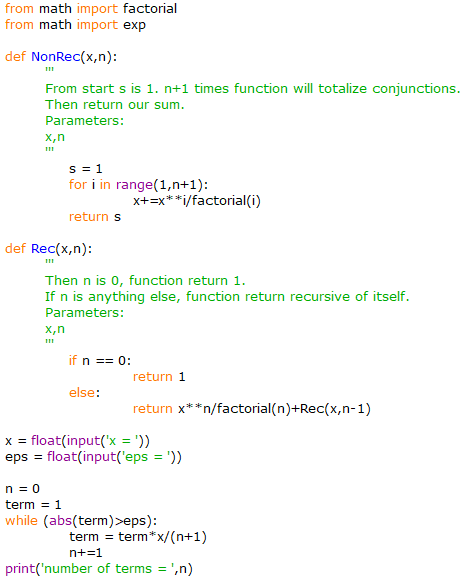 from math import factorial
from math import exp
def NonRec(x,n):
'''
From start s is 1. n+1 times function will totalize conjunctions.
Then return our sum.
Parameters:
x,n
'''
s = 1
for i in range(1,n+1):
x+=x**i/factorial(i)
return s
def Rec(x,n):
'''
Then n is 0, function return 1.
If n is anything else, function return recursive of itself.
Parameters:
x,n
'''
if n == 0:
return 1
else:
return x**n/factorial(n)+Rec(x,n-1)
x = float(input('x = '))
eps = float(input('eps = '))
n = 0
term = 1
while (abs(term)>eps):
term = term*x/(n+1)
n+=1
print('number of terms = ',n)